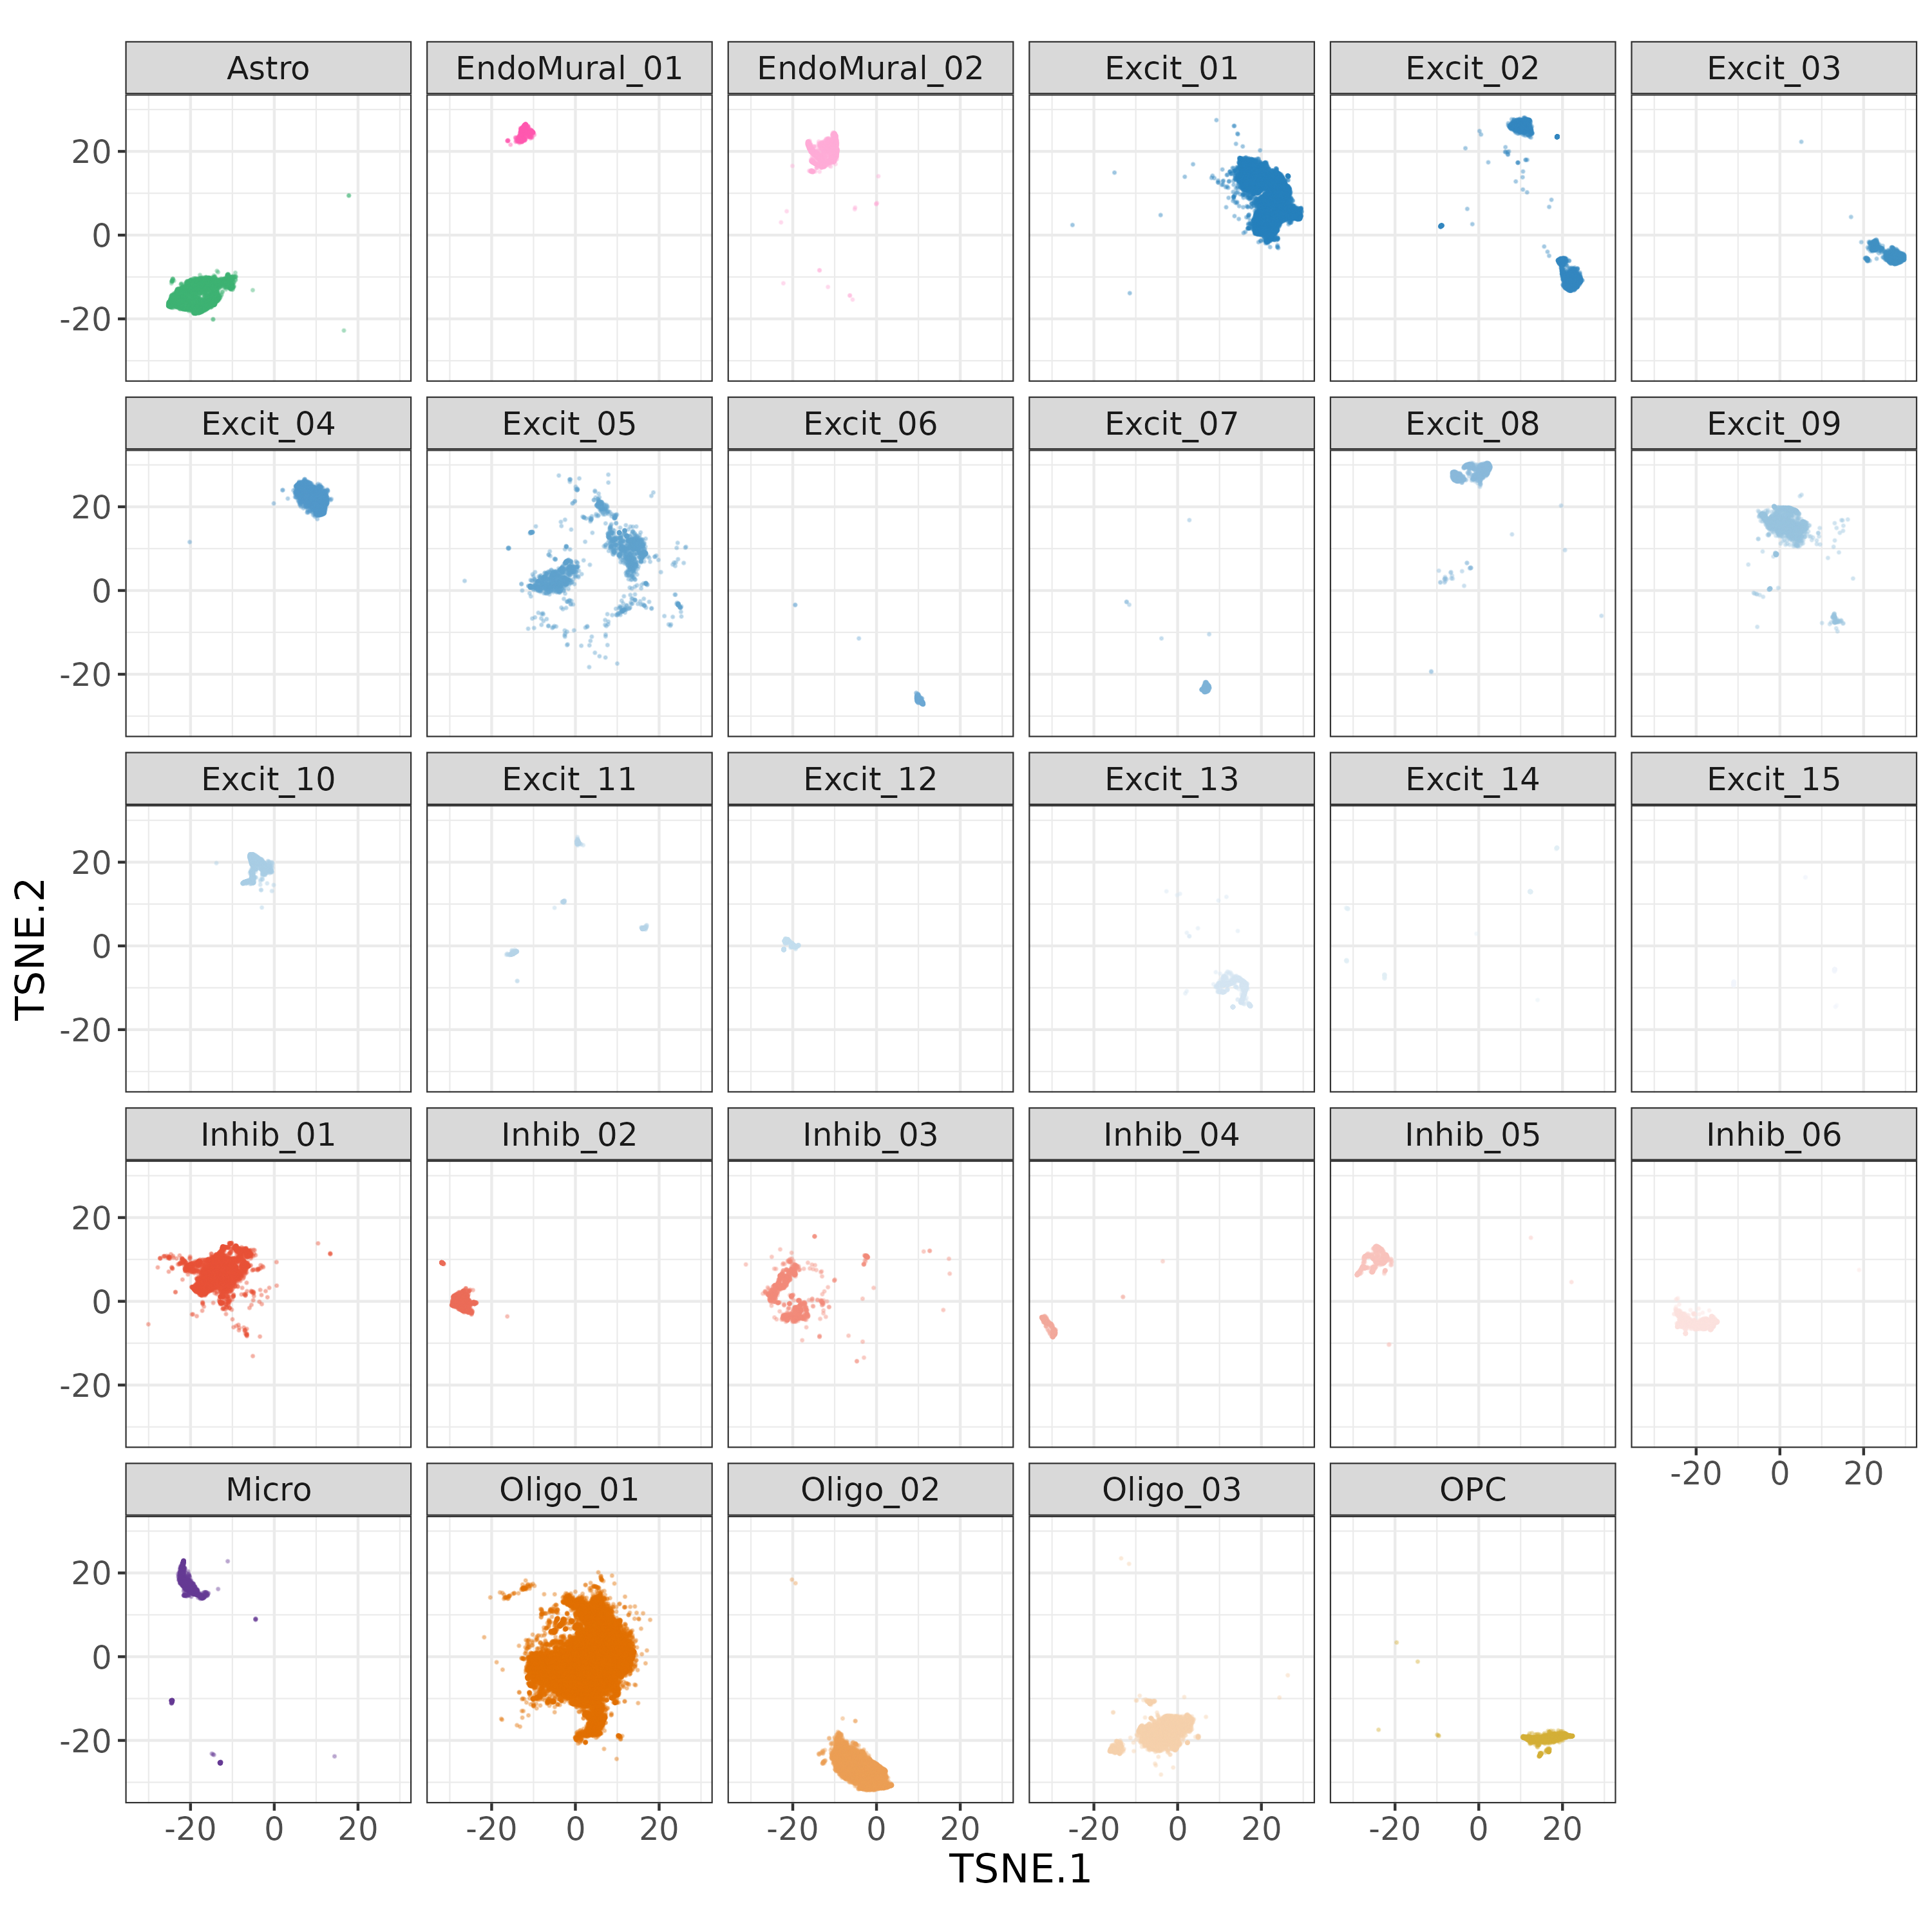 Astro EndoMural_01 EndoMural_02 Excit_01 Excit_02 Excit_03
20
0
-20
Excit_04 Excit_05 Excit_06 Excit_07 Excit_08 Excit_09
20
0
-20
Excit_10 Excit_11 Excit_12 Excit_13 Excit_14 Excit_15
20
0
-20
TSNE.2
Inhib_01 Inhib_02 Inhib_03 Inhib_04 Inhib_05 Inhib_06
20
0
-20
-20 0 20
Micro Oligo_01 Oligo_02 Oligo_03 OPC
20
0
-20
-20 0 20 -20 0 20 -20 0 20 -20 0 20 -20 0 20
TSNE.1